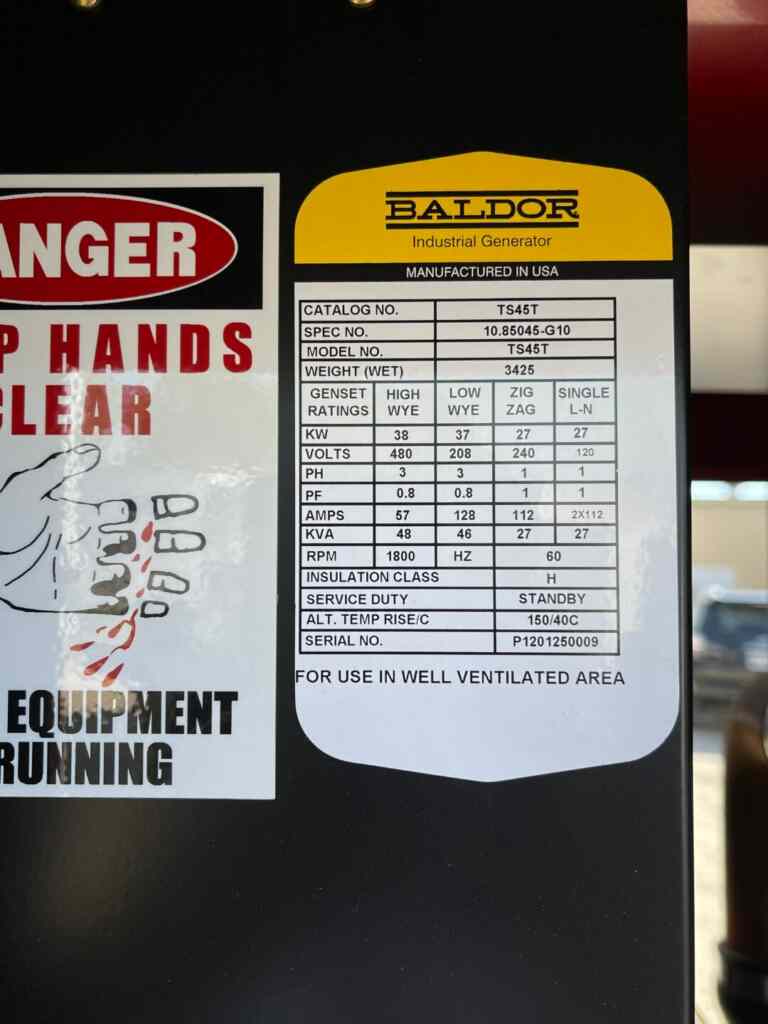 ANGER
P HANDS
CLEAR
EQUIPMENT
RUNNING
BALDOR
Industrial Generator
MANUFACTURED IN USA
CATALOG NO. TS45T
SPEC NO. 10.85045-G10
MODEL NO. TS45T
WEIGHT (WET) 3425
GENSET RATINGS HIGH WYE LOW WYE ZIG ZAG SINGLE L-N
KW 38 37 27 27
VOLTS 480 208 240 120
PH 3 3 1 1
PF 0.8 0.8 1 1
AMPS 57 128 112 2X112
KVA 48 46 27 27
RPM 1800 HZ 60
INSULATION CLASS H
SERVICE DUTY STANDBY
ALT. TEMP RISE/C 150/40C
SERIAL NO. P1201250009
FOR USE IN WELL VENTILATED AREA